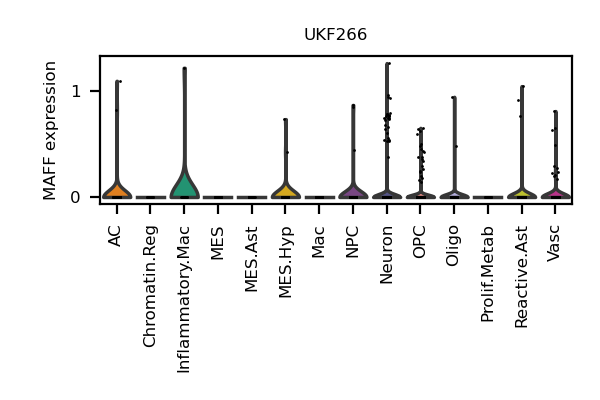 UKF266
MAFF expression
1
0
AC
Chromatin.Reg
Inflammatory.Mac
MES
MES.Ast
MES.Hyp
Mac
NPC
Neuron
OPC
Oligo
Prolif.Metab
Reactive.Ast
Vasc